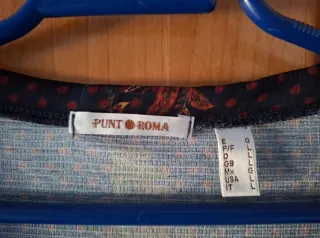 PUNT ROMA
E G
P/F L
D L
GB L
Mx G
USA L
IT L